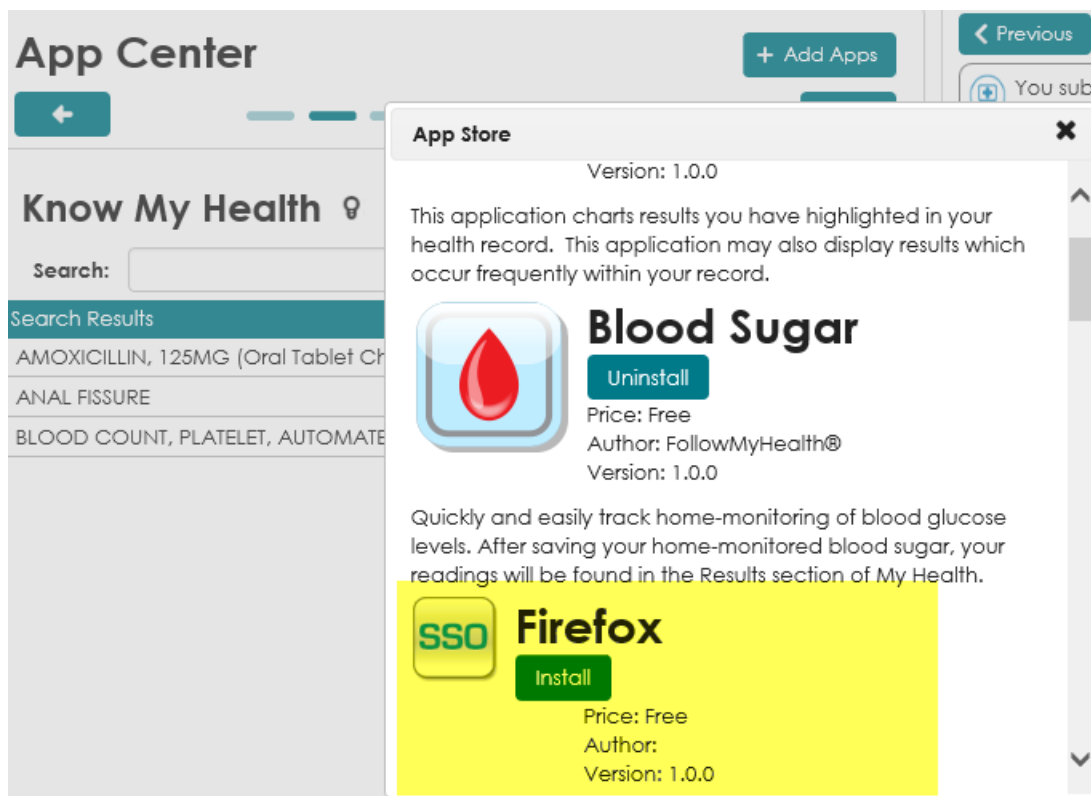 App Center
+ Add Apps
Previous
You sub
App Store
Version: 1.0.0
Know My Health
This application charts results you have highlighted in your
health record. This application may also display results which
occur frequently within your record.
Search:
Search Results
AMOXICILLIN, 125MG (Oral Tablet Ch
ANAL FISSURE
BLOOD COUNT, PLATELET, AUTOMATE
Blood Sugar
Uninstall
Price: Free
Author: FollowMyHealth®
Version: 1.0.0
Quickly and easily track home-monitoring of blood glucose
levels. After saving your home-monitored blood sugar, your
readings will be found in the Results section of My Health.
SSO
Firefox
Install
Price: Free
Author:
Version: 1.0.0